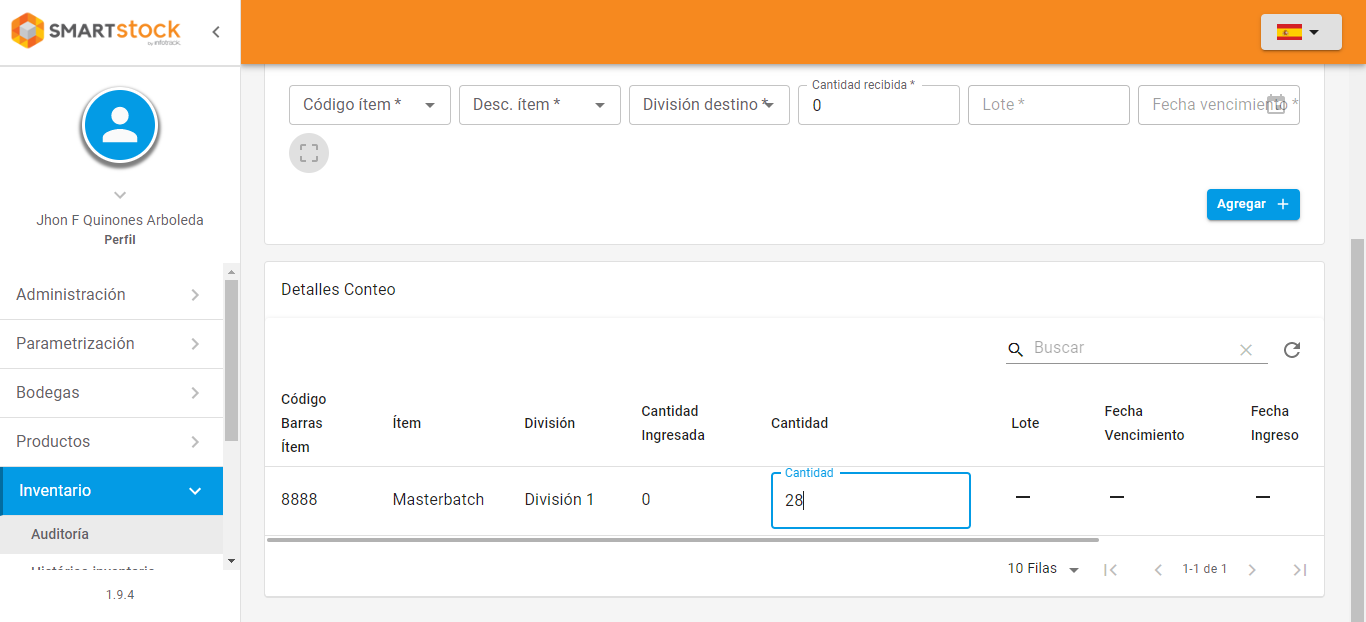 SMARTstock
by infotrack.
Jhon F Quinones Arboleda
Perfil
Administración
Parametrización
Bodegas
Productos
Inventario
Auditoría
Histórico inventario
1.9.4
Código ítem *
Desc. ítem *
División destino *
Cantidad recibida *
0
Lote *
Fecha vencimiento *
Agregar +
Detalles Conteo
Buscar
Código Barras Ítem
Ítem
División
Cantidad Ingresada
Cantidad
Lote
Fecha Vencimiento
Fecha Ingreso
8888
Masterbatch
División 1
0
Cantidad
28
—
—
—
10 Filas
1-1 de 1